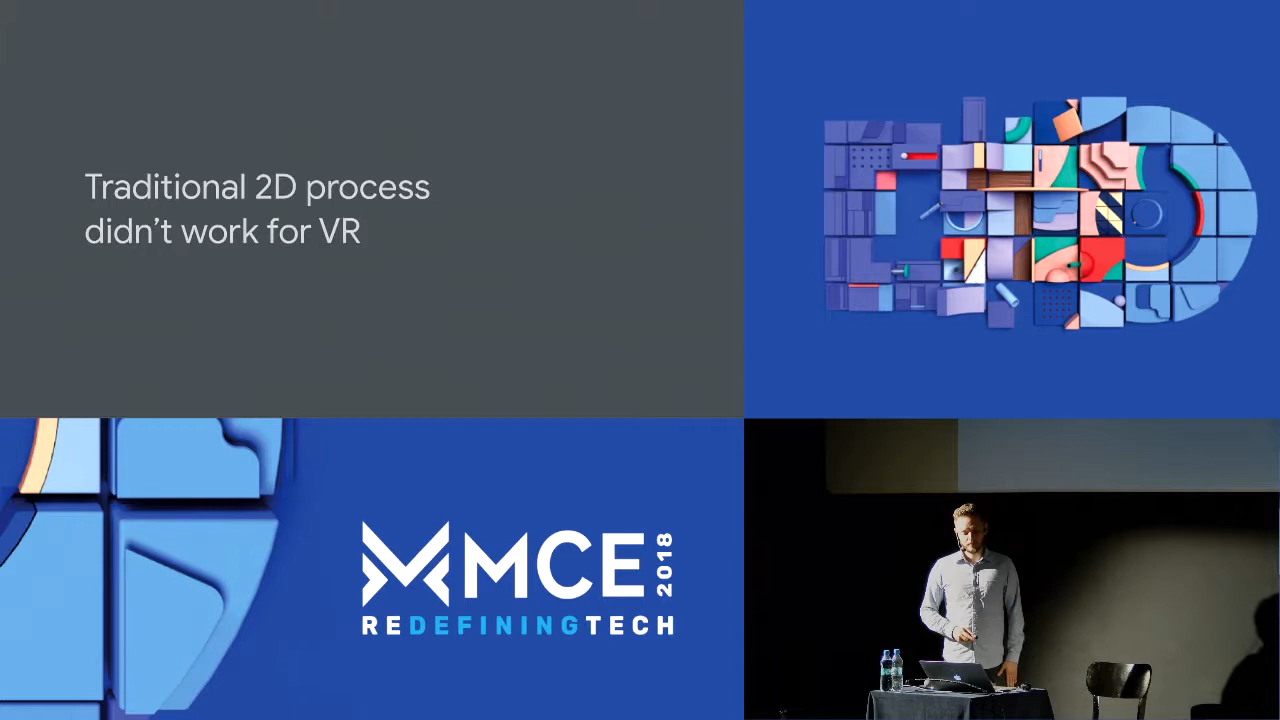 Traditional 2D process
didn’t work for VR
MCE 2018
REDEFININGTECH